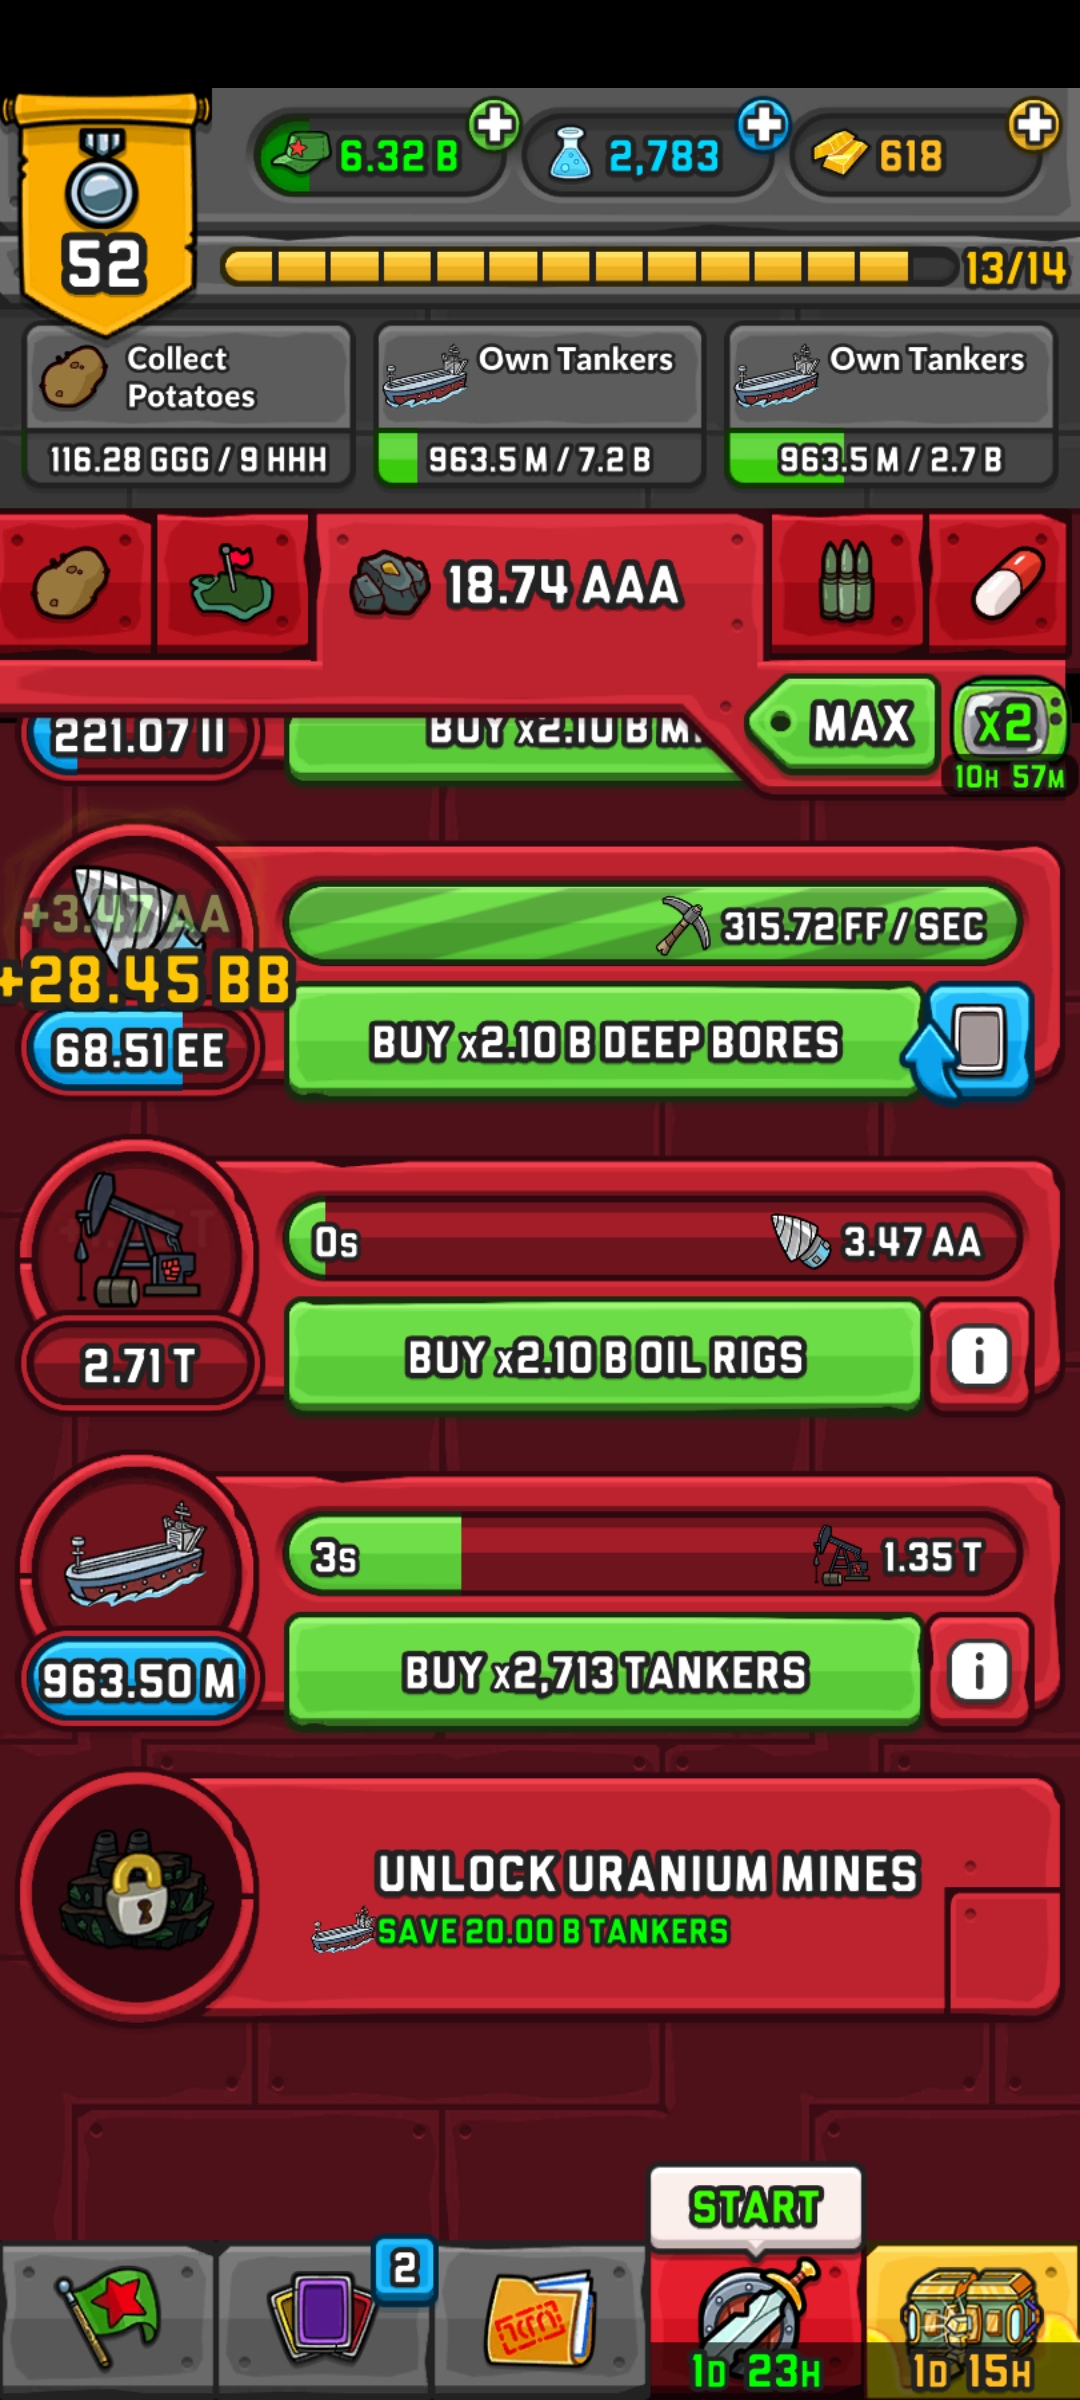 6.32 B
2,783
618
52
13/14
Collect
Potatoes
116.28 GGG / 9 HHH
Own Tankers
963.5 M / 7.2 B
Own Tankers
963.5 M / 2.7 B
18.74 AAA
MAX
x2
10H 57M
221.07 II
BUY x2.10 B
+3.47 AA
+28.45 BB
315.72 FF / SEC
68.51 EE
BUY x2.10 B DEEP BORES
0s
3.47 AA
2.71 T
BUY x2.10 B OIL RIGS
i
3s
1.35 T
963.50 M
BUY x2,713 TANKERS
i
UNLOCK URANIUM MINES
SAVE 20.00 B TANKERS
START
2
1D 23H
1D 15H